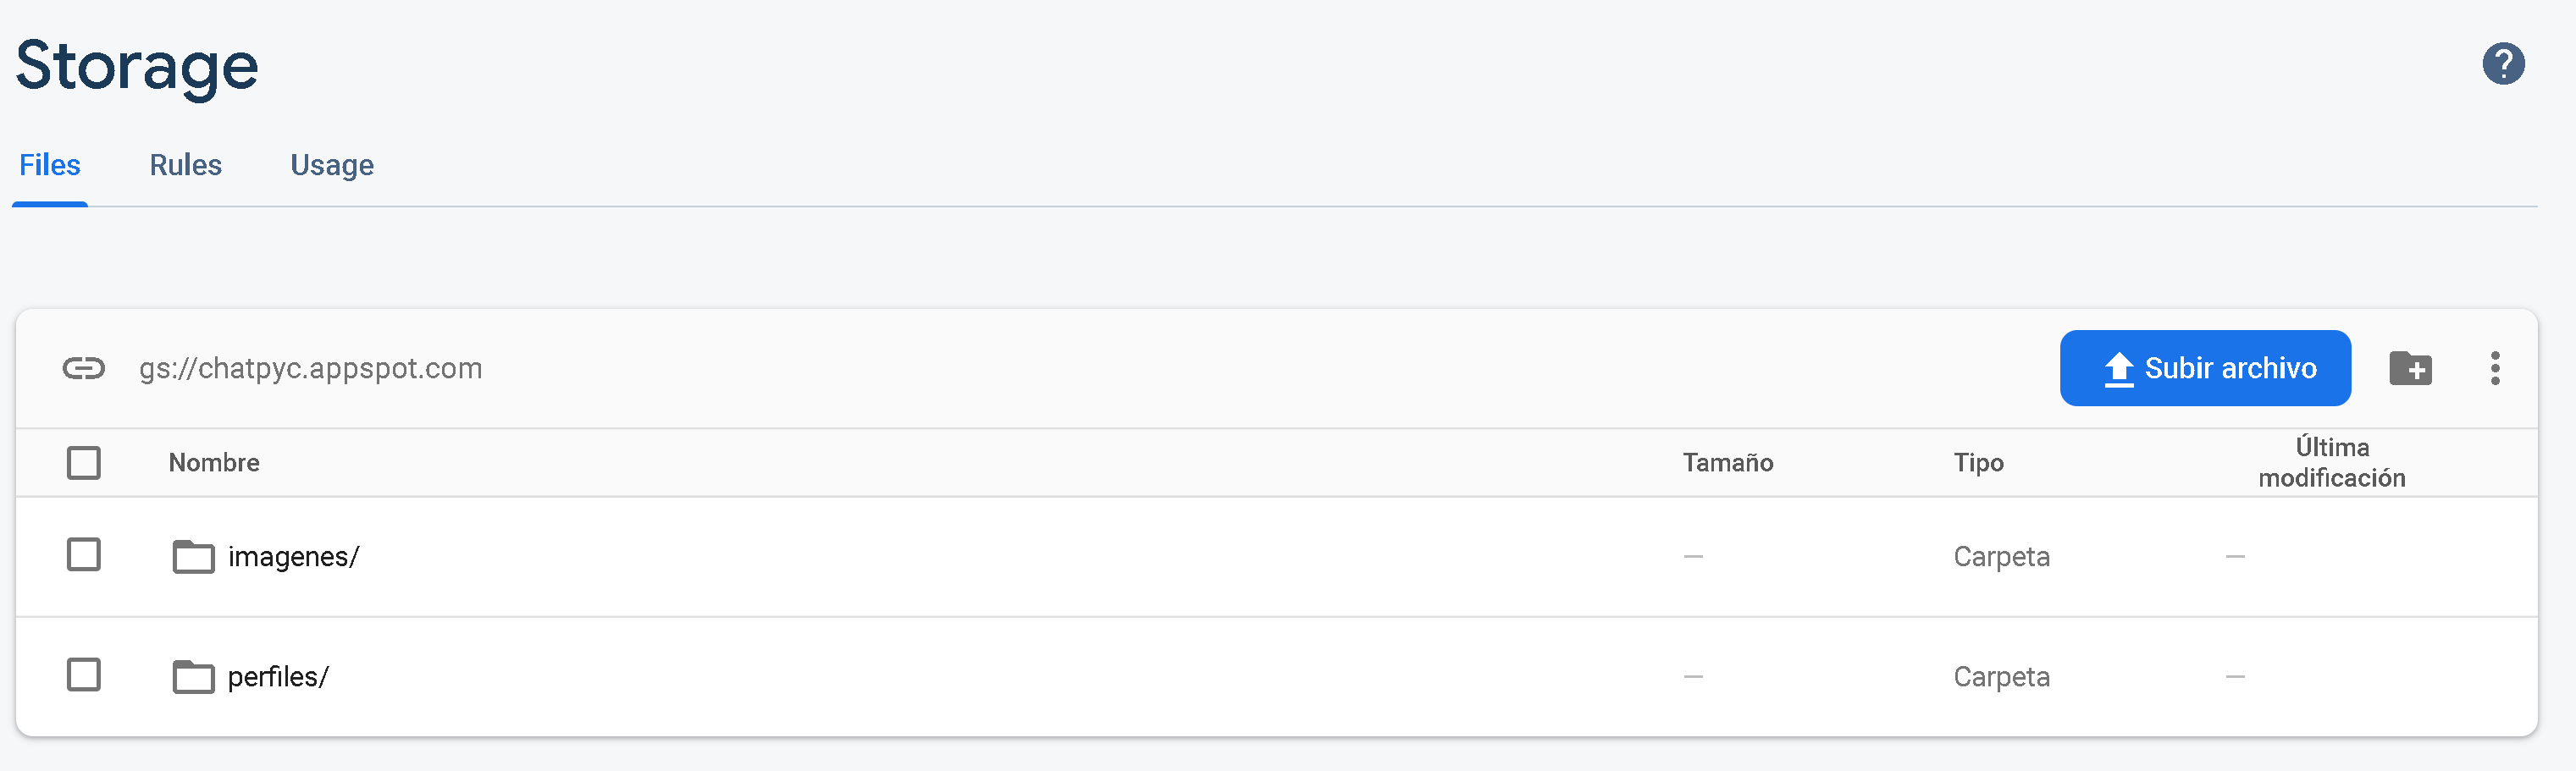 Storage
Files Rules Usage
gs://chatpyc.appspot.com Subir archivo
Nombre Tamaño Tipo Última modificación
imagenes/ — Carpeta —
perfiles/ — Carpeta —